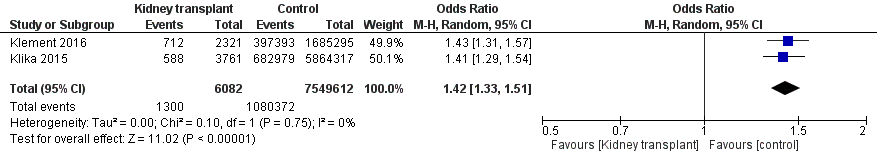 Kidney transplant Control Odds Ratio Odds Ratio
Study or Subgroup Events Total Events Total Weight M-H, Random, 95% CI M-H, Random, 95% CI
Klement 2016 712 2321 397393 1685295 49.9% 1.43 [1.31, 1.57]
Klika 2015 588 3761 682979 5864317 50.1% 1.41 [1.29, 1.54]
Total (95% CI) 6082 7549612 100.0% 1.42 [1.33, 1.51]
Total events 1300 1080372
Heterogeneity: Tau² = 0.00; Chi² = 0.10, df = 1 (P = 0.75); I² = 0%
Test for overall effect: Z = 11.02 (P < 0.00001)
0.5 0.7 1 1.5 2
Favours [Kidney transplant] Favours [control]